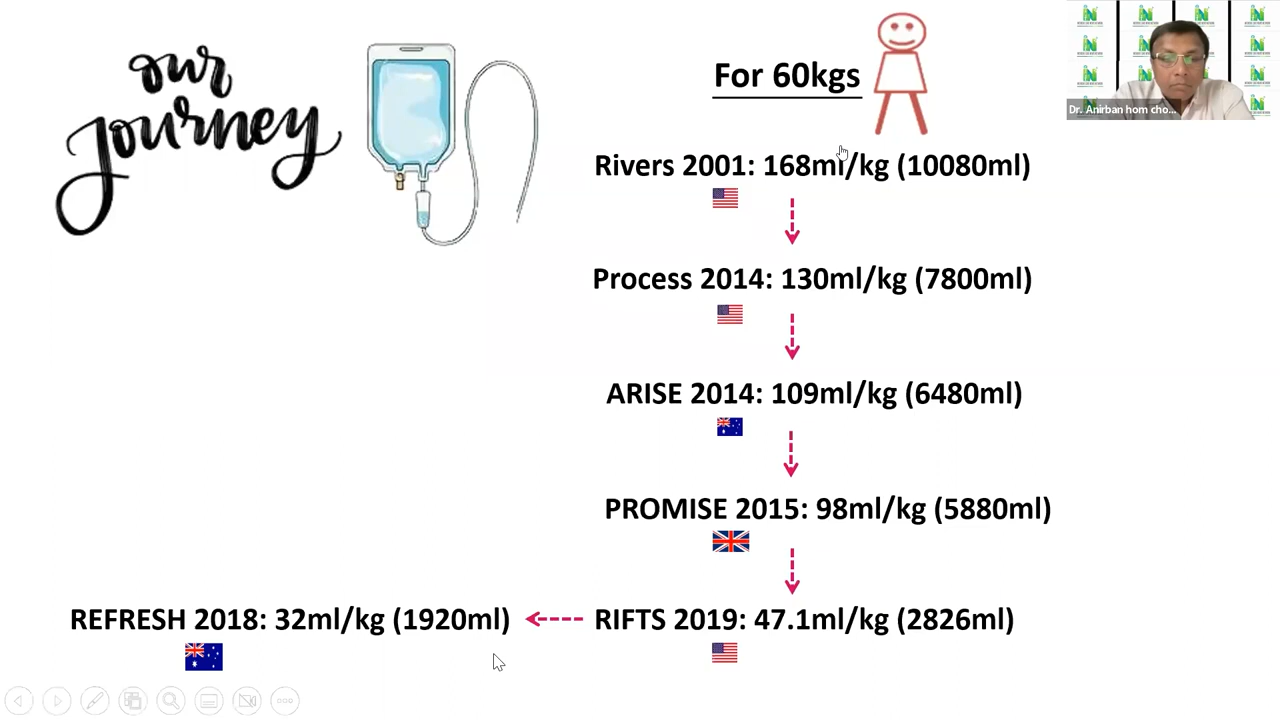 our
journey
For 60kgs
Dr. Anirban hom cho...
Rivers 2001: 168ml/kg (10080ml)
Process 2014: 130ml/kg (7800ml)
ARISE 2014: 109ml/kg (6480ml)
PROMISE 2015: 98ml/kg (5880ml)
REFRESH 2018: 32ml/kg (1920ml)
RIFTS 2019: 47.1ml/kg (2826ml)